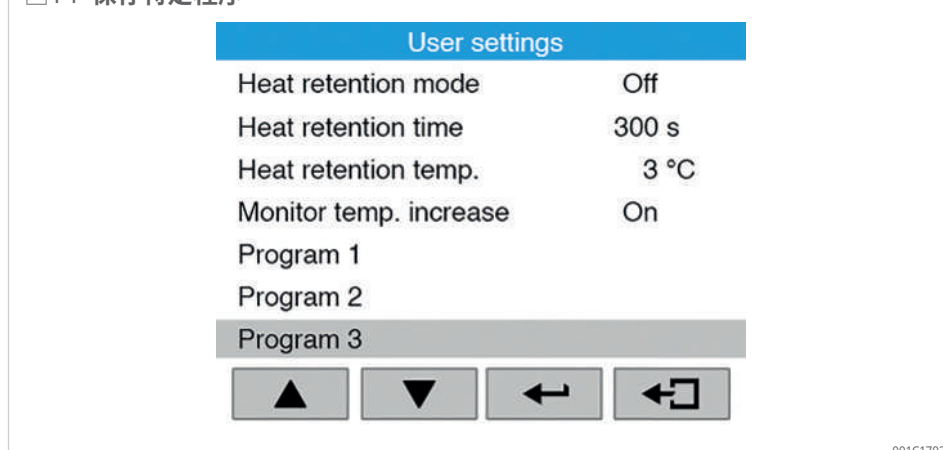 User settings
Heat retention mode Off
Heat retention time 300 s
Heat retention temp. 3 °C
Monitor temp. increase On
Program 1
Program 2
Program 3